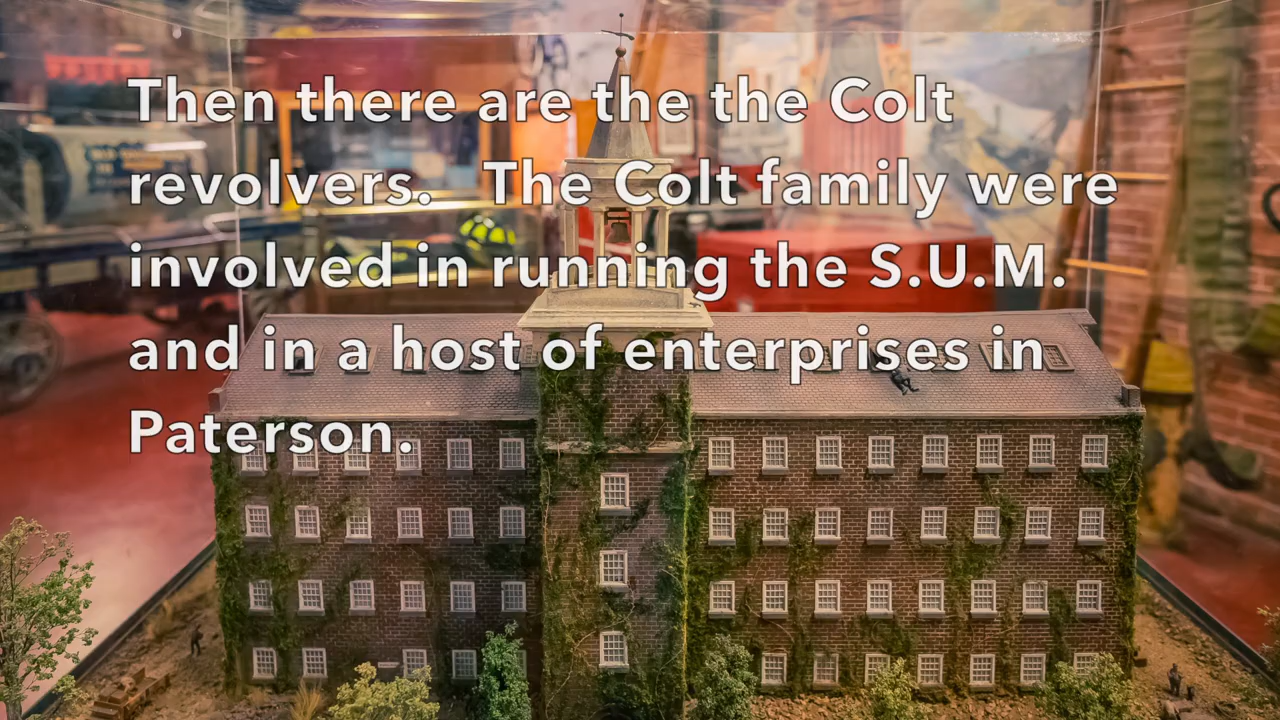 Then there are the the Colt
revolvers.   The Colt family were
involved in running the S.U.M.
and in a host of enterprises in
Paterson.